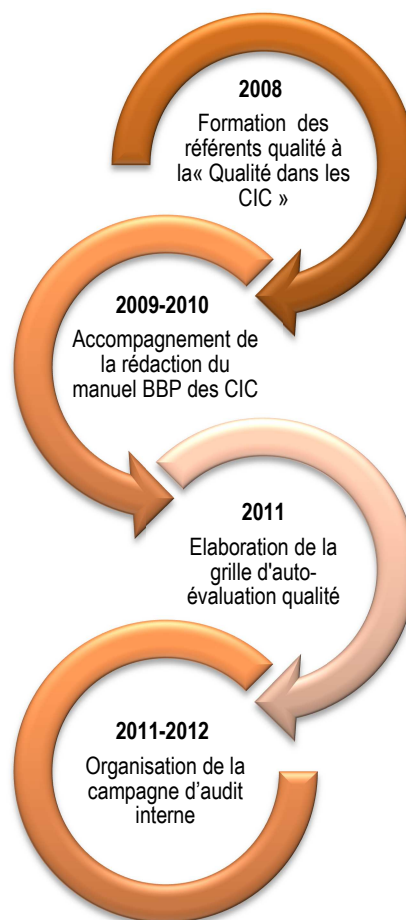 2008
Formation des
référents qualité à
la« Qualité dans les
CIC »
2009-2010
Accompagnement de
la rédaction du
manuel BBP des CIC
2011
Elaboration de la
grille d'auto-
évaluation qualité
2011-2012
Organisation de la
campagne d'audit
interne